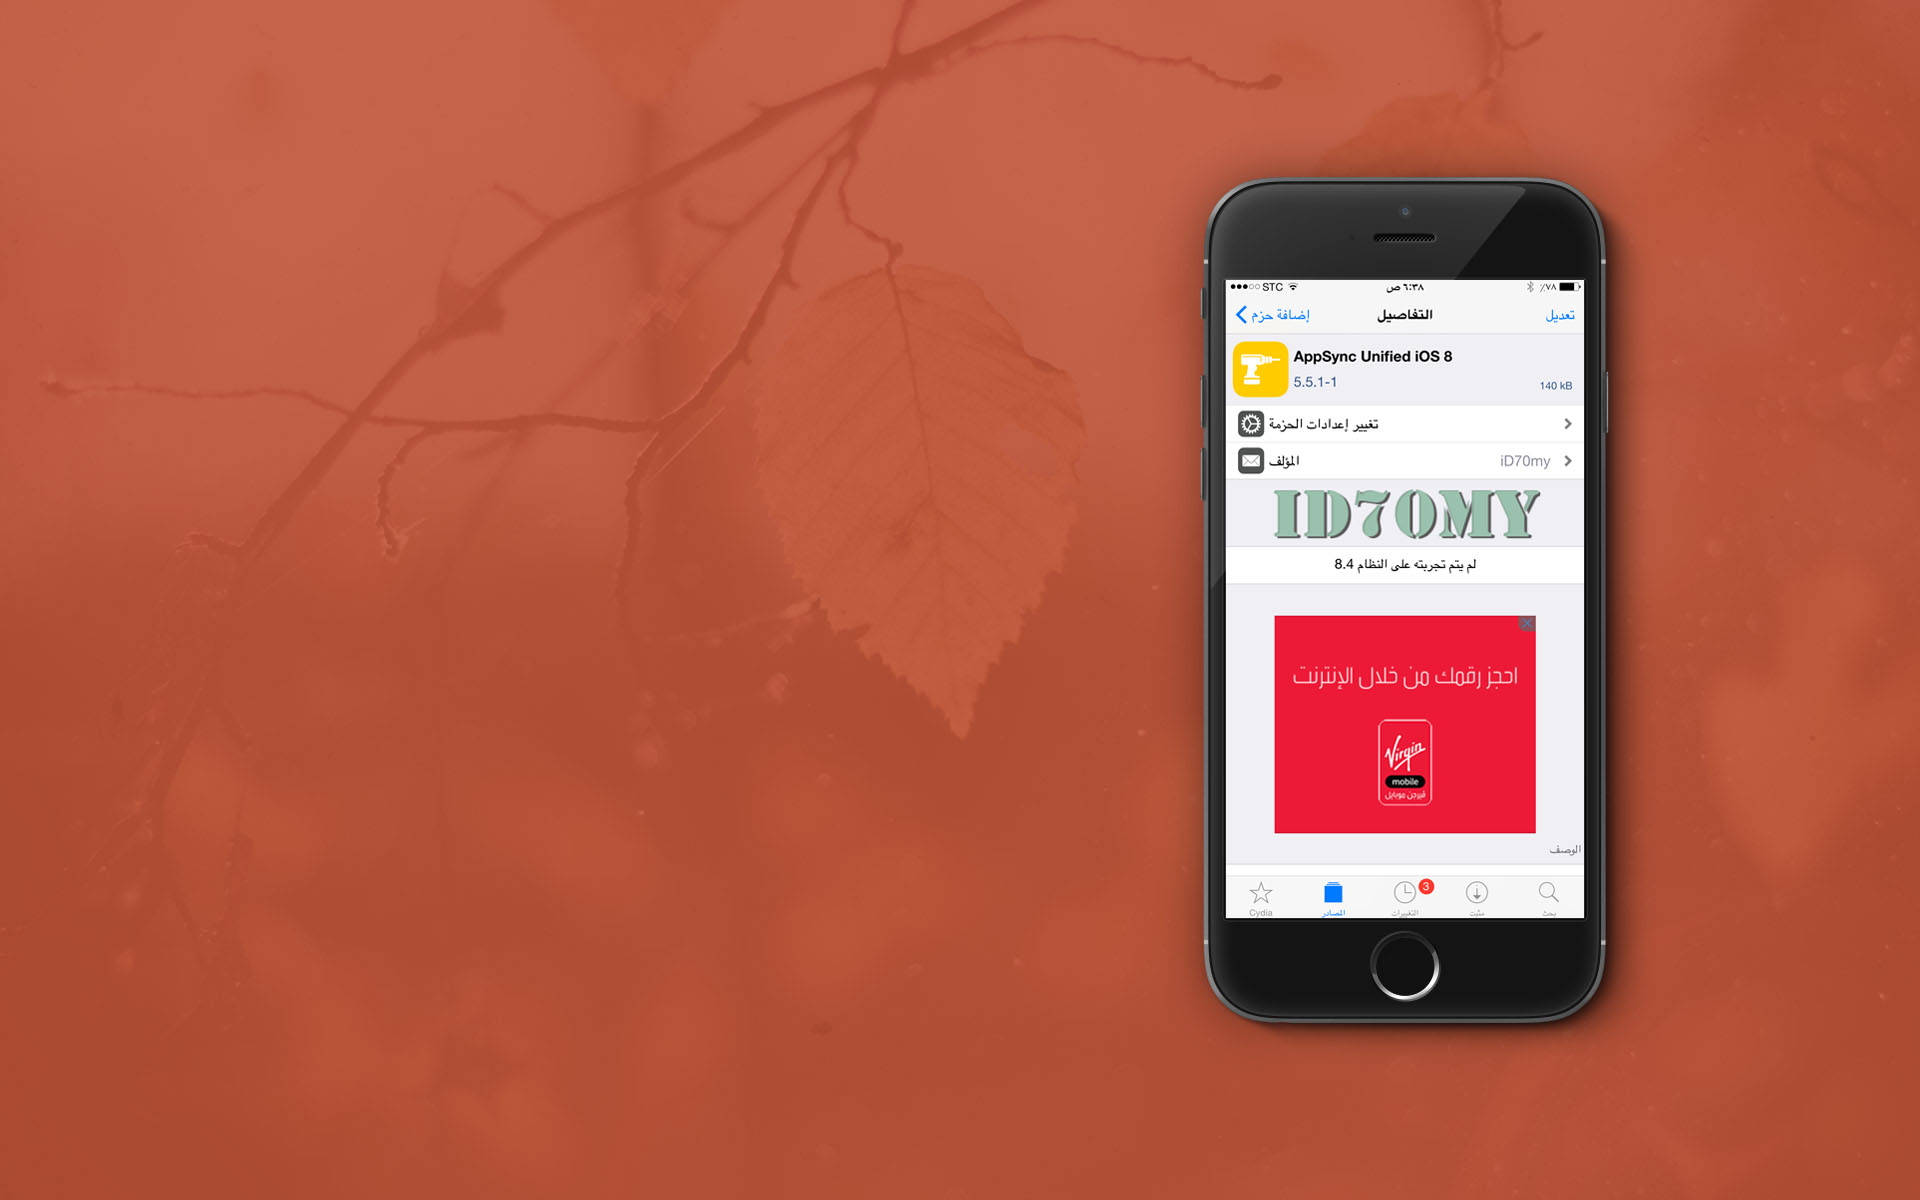 STC
٦:٣٨ ص
٪٧٨
إضافة حزم
التفاصيل
تعديل
AppSync Unified iOS 8
5.5.1-1
140 kB
تغيير إعدادات الحزمة
المؤلف
iD70my
ID70MY
لم يتم تجربته على النظام 8.4
احجز رقمك من خلال الإنترنت
Virgin
mobile
ڤيرجن موبايل
الوصف
3
Cydia
المصادر
التغييرات
مثبت
بحث